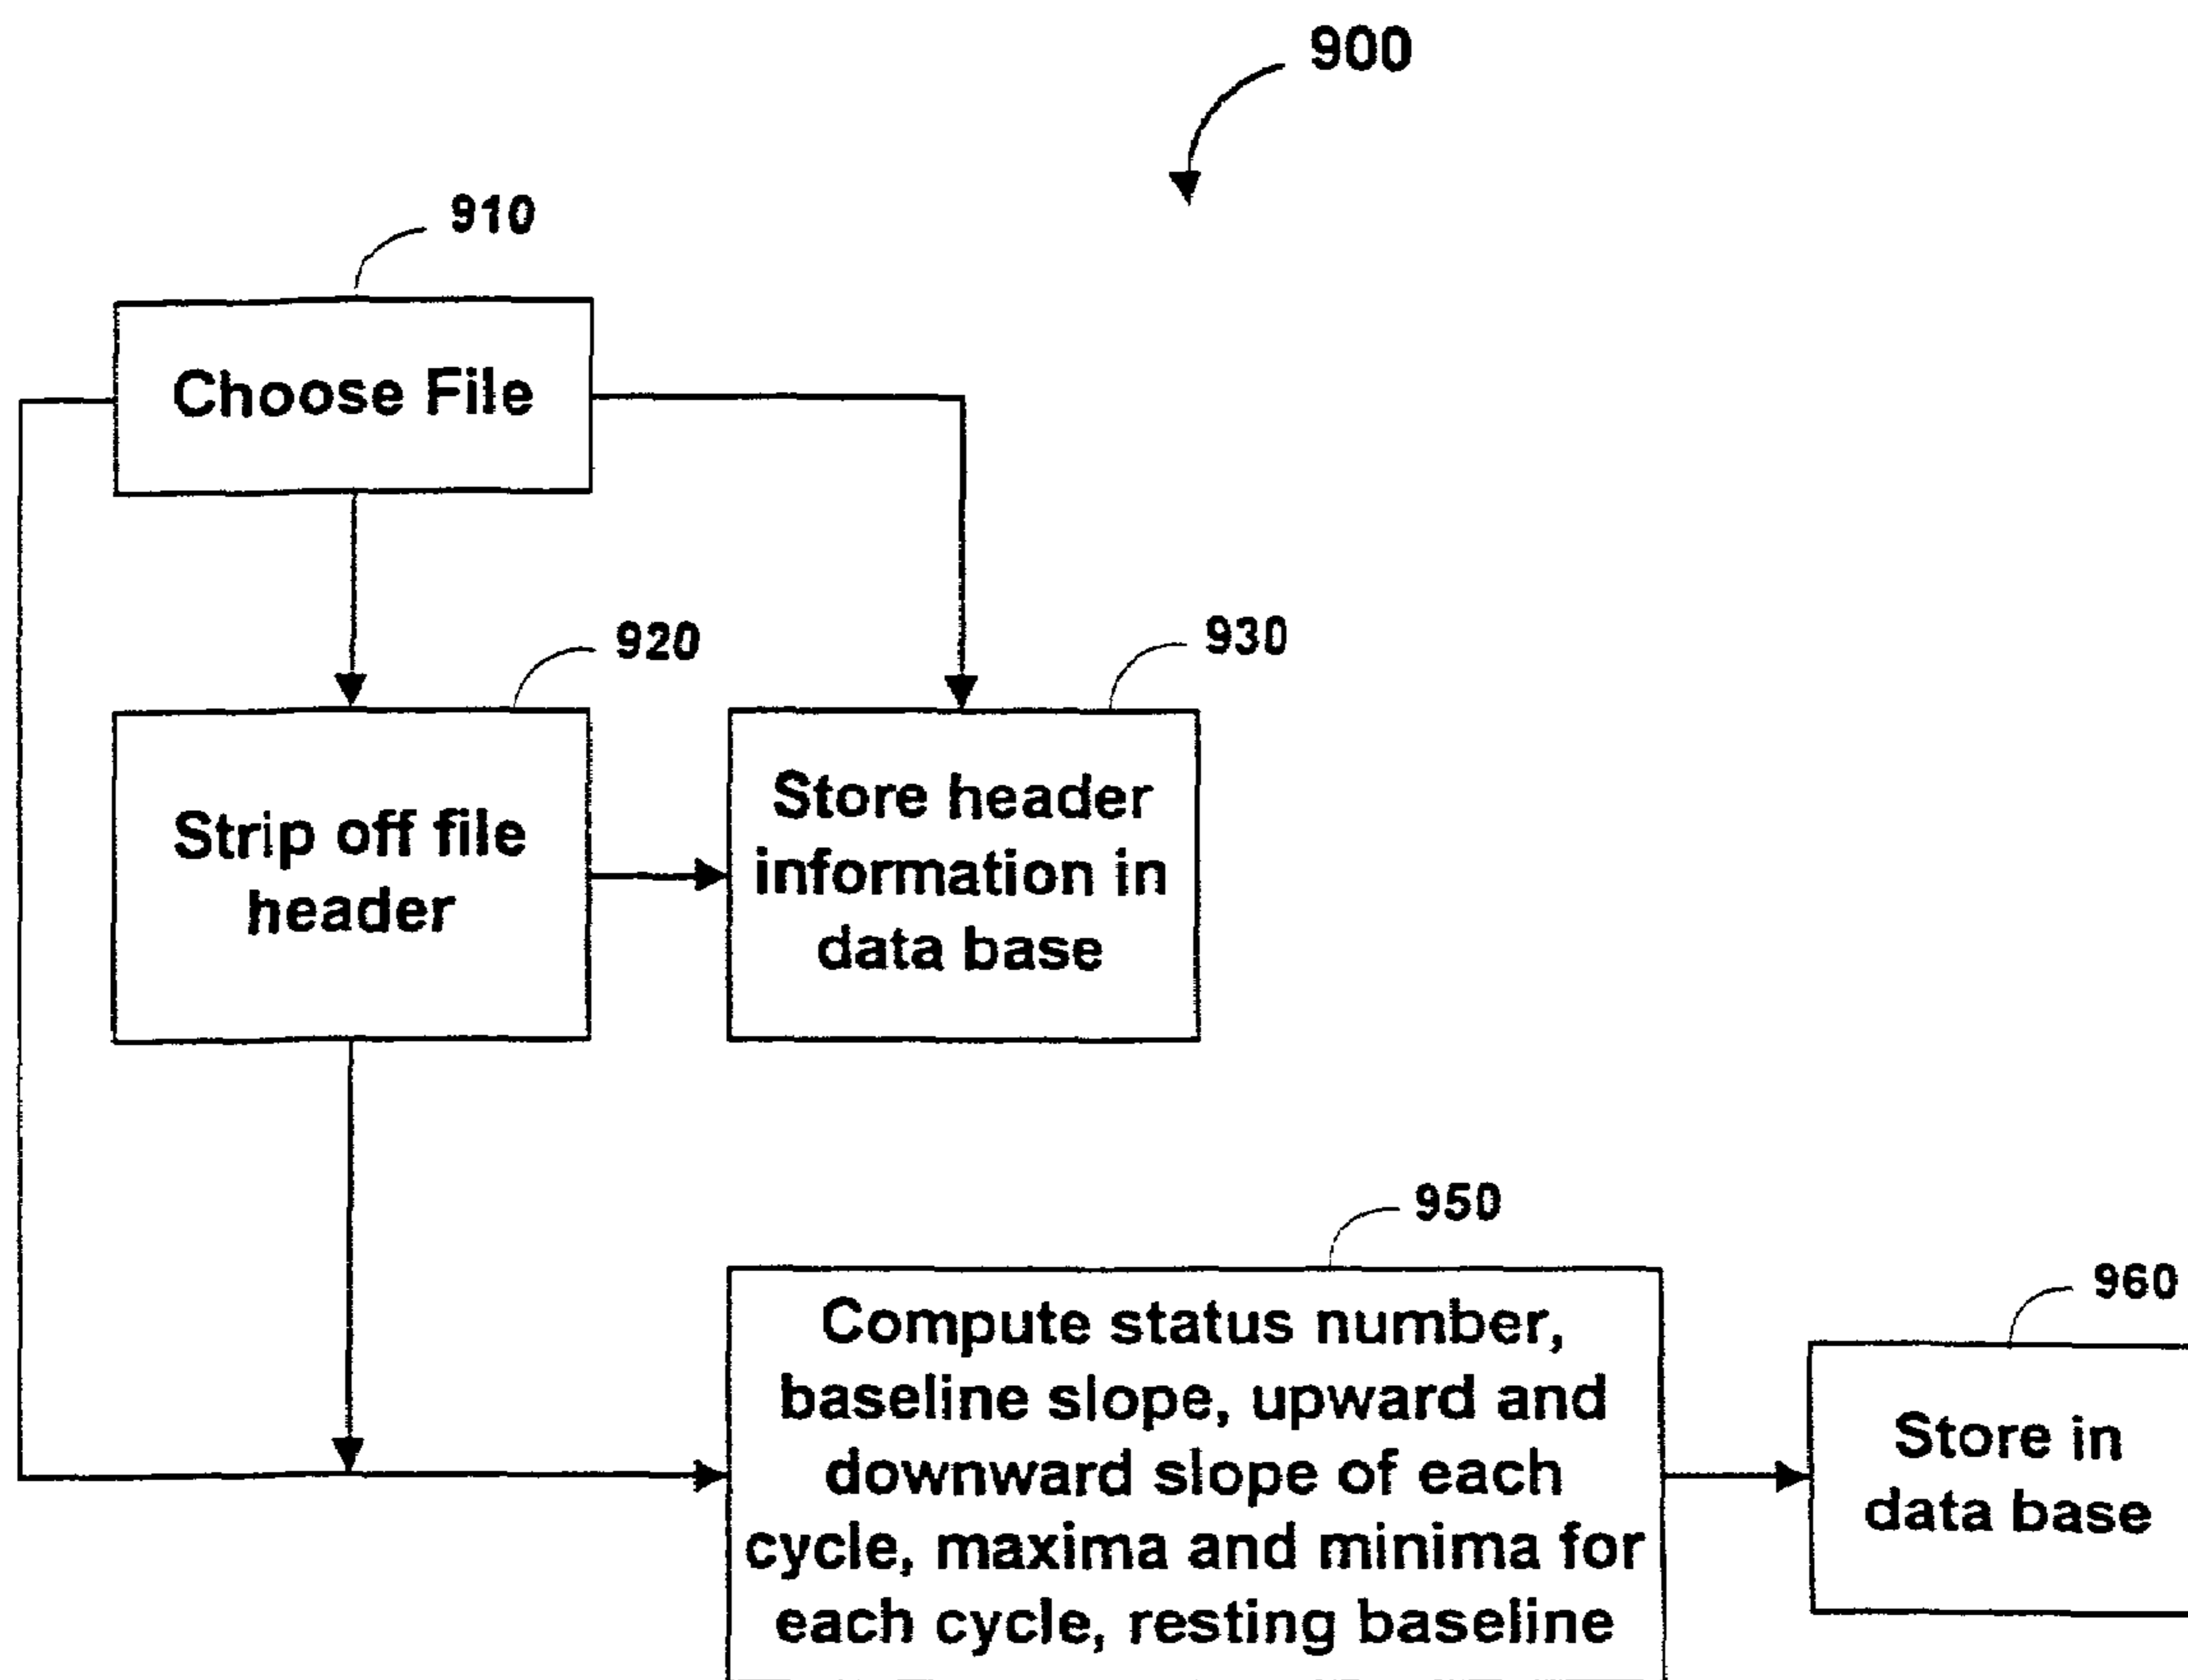 900
910
Choose File
920
930
Strip off file
header
Store header
information in
data base
950
960
Compute status number,
baseline slope, upward and
downward slope of each
cycle, maxima and minima for
each cycle, resting baseline
Store in
data base